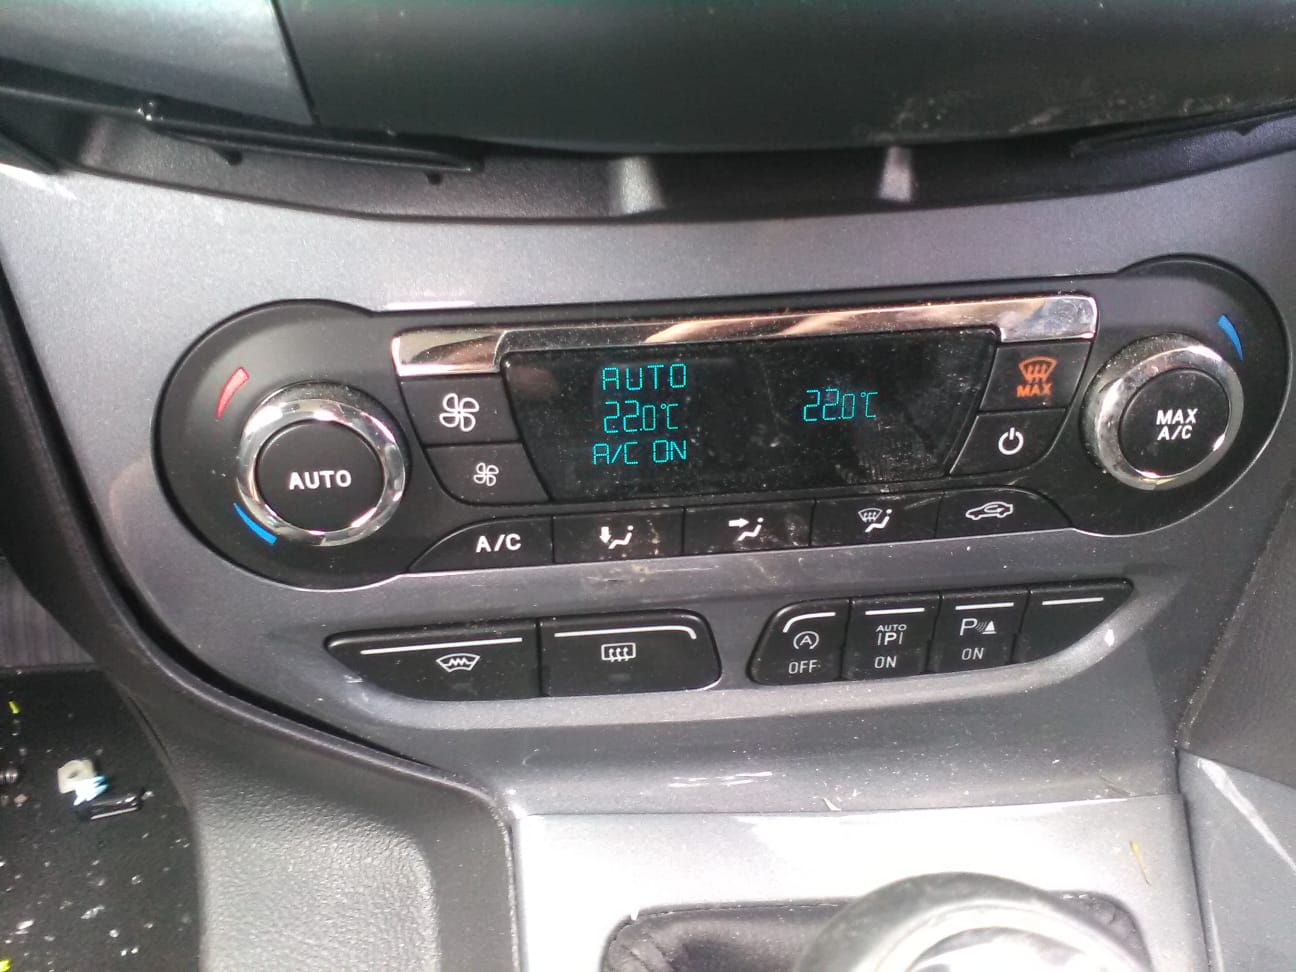 AUTO
22.0°C
A/C ON
22.0°C
MAX
AUTO
MAX
A/C
A/C
A
OFF
AUTO
|P|
ON
P
ON